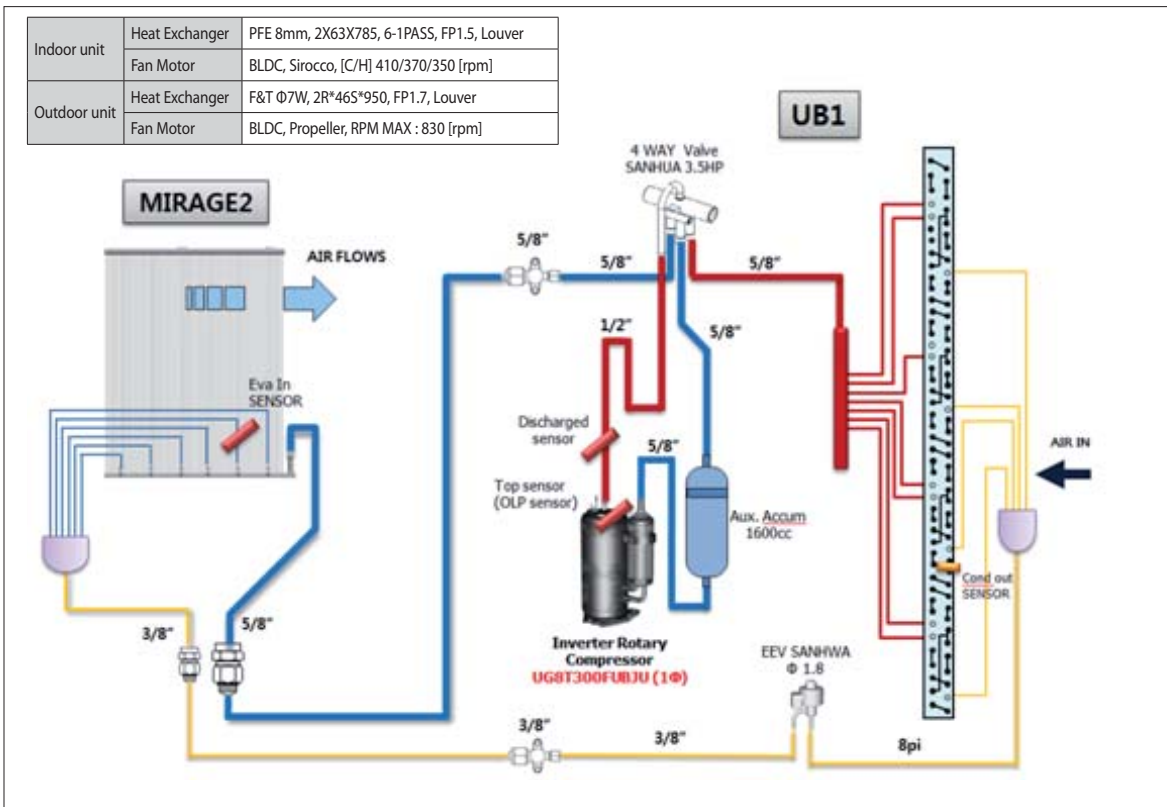 Indoor unit
Heat Exchanger
PFE 8mm, 2X63X785, 6-1PASS, FP1.5, Louver
Fan Motor
BLDC, Sirocco, [C/H] 410/370/350 [rpm]
Outdoor unit
Heat Exchanger
F&T Φ7W, 2R*46S*950, FP1.7, Louver
Fan Motor
BLDC, Propeller, RPM MAX : 830 [rpm]
UB1
4 WAY Valve
SANHUA 3.5HP
MIRAGE2
AIR FLOWS
5/8"
5/8"
5/8"
1/2"
5/8"
Eva In
SENSOR
Discharged
sensor
5/8"
AIR IN
Top sensor
(OLP sensor)
Aux. Accum
1600cc
Cond out
SENSOR
3/8"
5/8"
Inverter Rotary
Compressor
UG8T300FUBJU (1Φ)
EEV SANHWA
Φ 1.8
3/8"
3/8"
8pi